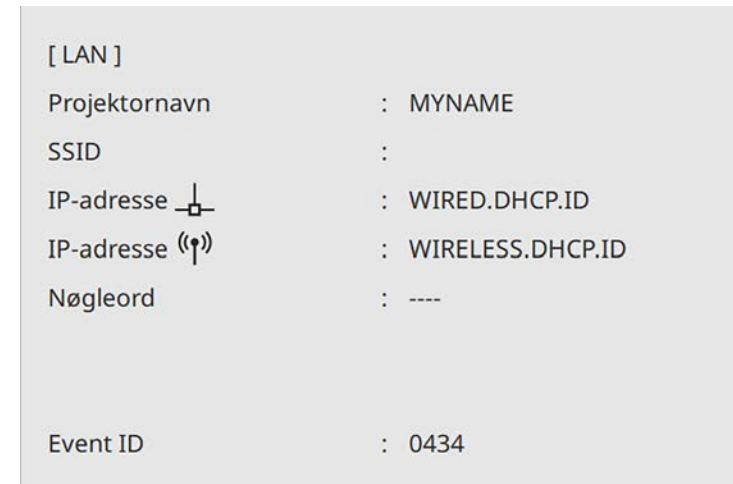 [ LAN ]
Projektornavn : MYNAME
SSID :
IP-adresse : WIRED.DHCP.ID
IP-adresse : WIRELESS.DHCP.ID
Nøgleord : ----
Event ID : 0434